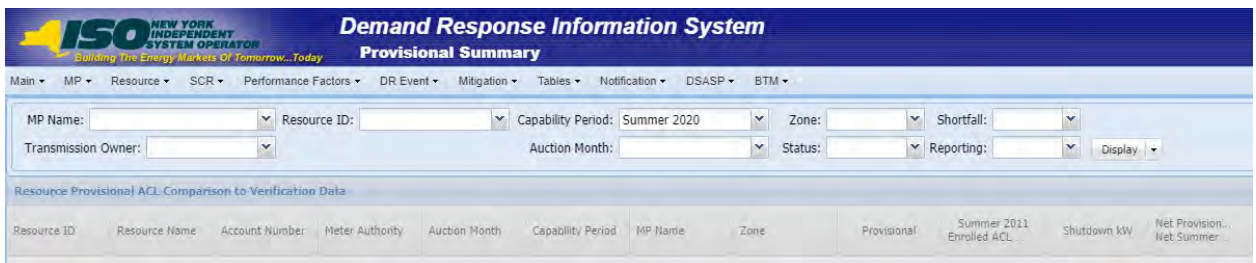 NEW YORK
INDEPENDENT
SYSTEM OPERATOR
ISO
Building The Energy Markets Of Tomorrow...Today
Demand Response Information System
Provisional Summary
Main MP Resource SCR Performance Factors DR Event Mitigation Tables Notification DSASP BTM
MP Name: Resource ID: Capability Period: Summer 2020 Zone: Shortfall:
Transmission Owner: Auction Month: Status: Reporting: Display
Resource Provisional ACL Comparison to Verification Data
Resource ID Resource Name Account Number Meter Authority Auction Month Capability Period MP Name Zone Provisional Summer 2011 Shutdown kW Net Provision...
Enrolled ACL ... Net Summer ...